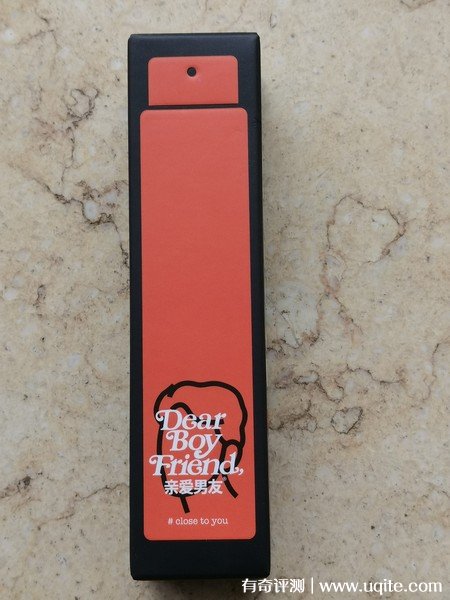 Dear
Boy
Friend,
亲爱男友
# close to you
有奇评测 | www.uqite.com